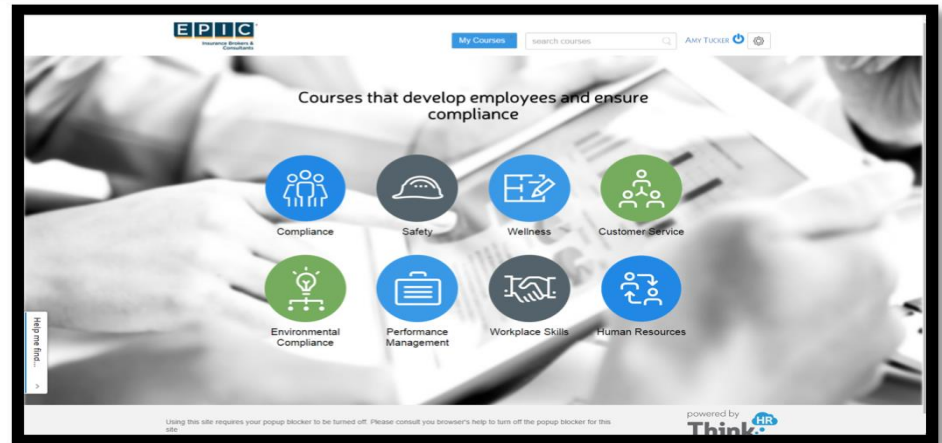 EPIC
Insurance Brokers &
Consultants
My Courses search courses AMY TUCKER
Courses that develop employees and ensure
compliance
Compliance Safety Wellness Customer Service
Environmental
Compliance
Performance
Management
Workplace Skills Human Resources
Help me find... >
Using this site requires your popup blocker to be turned off. Please consult you browser's help to turn off the popup blocker for this
site
powered by
Think HR